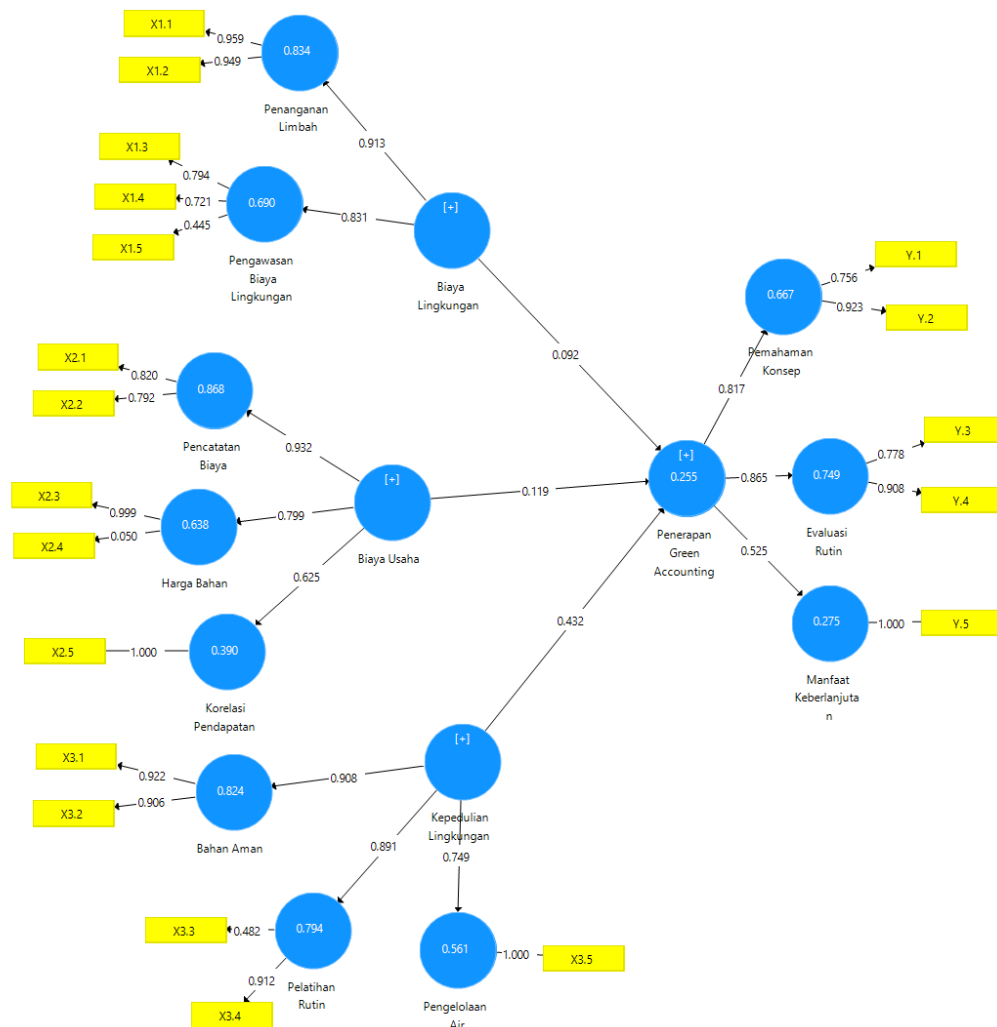 X1.1
0.959
0.949
X1.2
0.834
Penanganan
Limbah
0.913
X1.3
0.794
X1.4
0.721
0.445
X1.5
0.690
Pengawasan
Biaya
Lingkungan
0.831
[+]
Biaya
Lingkungan
0.092
X2.1
0.820
X2.2
0.792
0.868
Pencatatan
Biaya
0.932
X2.3
0.999
X2.4
0.050
0.638
Harga Bahan
0.799
[+]
Biaya Usaha
0.119
0.625
X2.5
1.000
0.390
Korelasi
Pendapatan
0.432
X3.1
0.922
X3.2
0.906
0.824
Bahan Aman
0.908
[+]
Kepedulian
Lingkungan
0.749
0.891
X3.3
0.482
0.912
X3.4
0.794
Pelatihan
Rutin
0.561
1.000
X3.5
Pengelolaan
Air
[+]
0.255
Penerapan
Green
Accounting
0.817
0.667
Pemahaman
Konsep
0.756
Y.1
0.923
Y.2
0.865
0.749
Evaluasi
Rutin
0.778
Y.3
0.908
Y.4
0.525
0.275
Manfaat
Keberlanjuta
n
1.000
Y.5